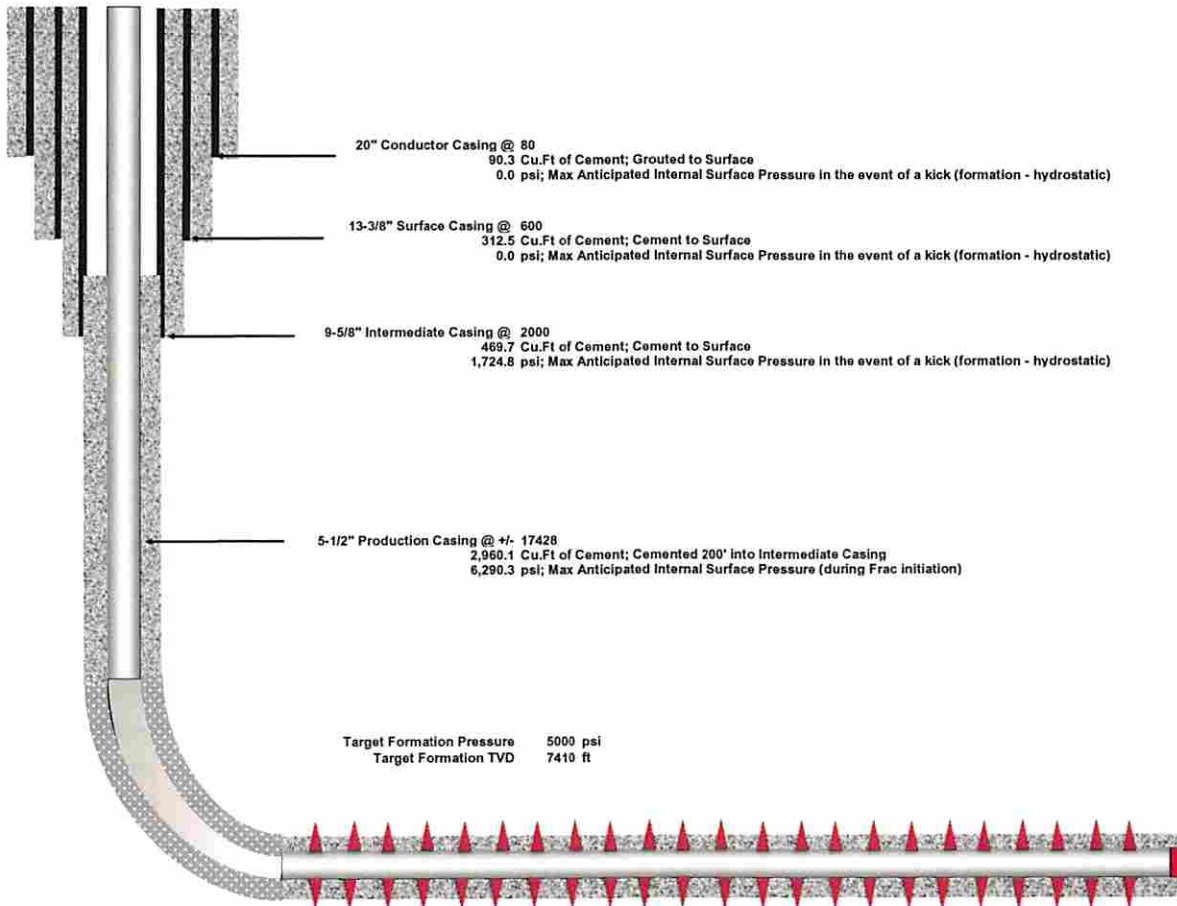 20" Conductor Casing @ 80
90.3 Cu.Ft of Cement; Grouted to Surface
0.0 psi; Max Anticipated Internal Surface Pressure in the event of a kick (formation - hydrostatic)
13-3/8" Surface Casing @ 600
312.5 Cu.Ft of Cement; Cement to Surface
0.0 psi; Max Anticipated Internal Surface Pressure in the event of a kick (formation - hydrostatic)
9-5/8" Intermediate Casing @ 2000
469.7 Cu.Ft of Cement; Cement to Surface
1,724.8 psi; Max Anticipated Internal Surface Pressure in the event of a kick (formation - hydrostatic)
5-1/2" Production Casing @ +/- 17428
2,960.1 Cu.Ft of Cement; Cemented 200' into Intermediate Casing
6,290.3 psi; Max Anticipated Internal Surface Pressure (during Frac initiation)
Target Formation Pressure 5000 psi
Target Formation TVD 7410 ft